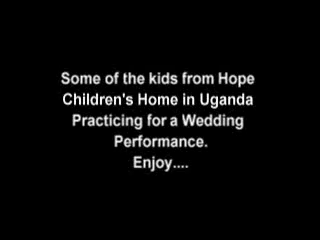 Some of the kids from Hope
Children's Home in Uganda
Practicing for a Wedding
Performance.
Enjoy....